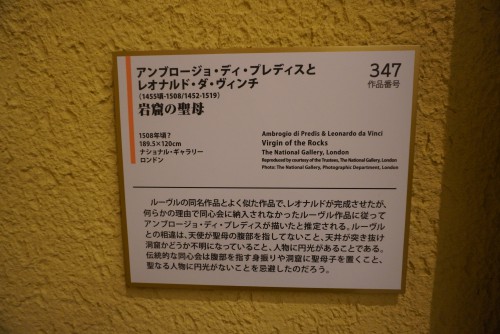 アンブロージョ・ディ・プレディスと
レオナルド・ダ・ヴィンチ
(1455頃-1508/1452-1519)
岩窟の聖母
347
作品番号
1508年頃?
189.5×120cm
ナショナル・ギャラリー
ロンドン
Ambrogio di Predis & Leonardo da Vinci
Virgin of the Rocks
The National Gallery, London
Reproduced by courtesy of the Trustees, The National Gallery, London
Photo: The National Gallery, Photographic Department, London
ルーヴルの同名作品とよく似た作品で、レオナルドが完成させたが、
何らかの理由で同心会に納入されなかったルーヴル作品に従って
アンブロージョ・ディ・プレディスが描いたと推定される。ルーヴル
との相違は、天使が聖母の腹部を指してないこと、天井が突き抜け
洞窟かどうか不明になっていること、人物に円光があることである。
伝統的な同心会は腹部を指す身振りや洞窟に聖母子を置くこと、
聖なる人物に円光がないことを忌避したのだろう。